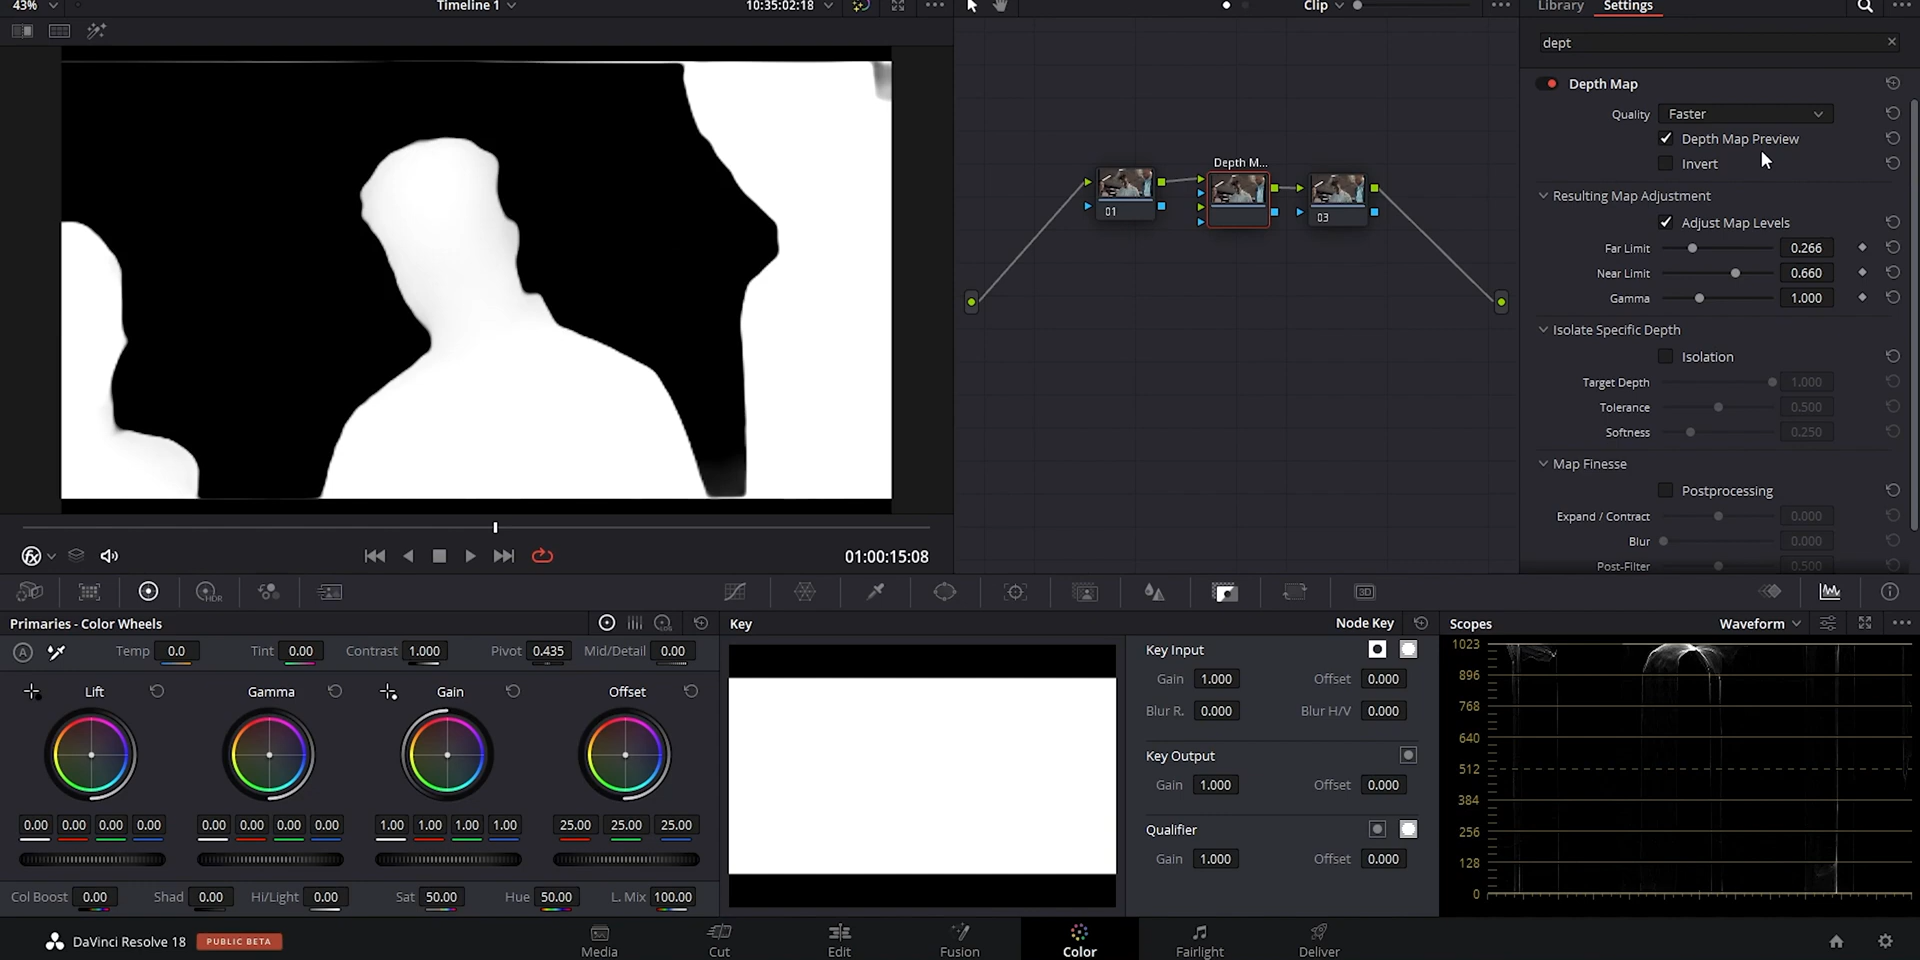 43%
Timeline 1
10:35:02:18
Clip
Library
Settings
dept
Depth Map
Quality
Faster
Depth Map Preview
Invert
Resulting Map Adjustment
Adjust Map Levels
Far Limit
0.266
Near Limit
0.660
Gamma
1.000
Isolate Specific Depth
Isolation
Target Depth
1.000
Tolerance
0.500
Softness
0.250
Map Finesse
Postprocessing
Expand / Contract
0.000
Blur
0.000
Post-Filter
0.500
Depth M...
01
03
01:00:15:08
HDR
3D
Primaries - Color Wheels
LOG
A
Temp 0.0
Tint 0.00
Contrast 1.000
Pivot 0.435
Mid/Detail 0.00
Lift
Gamma
Gain
Offset
0.00 0.00 0.00 0.00
0.00 0.00 0.00 0.00
1.00 1.00 1.00 1.00
25.00 25.00 25.00
Col Boost 0.00
Shad 0.00
Hi/Light 0.00
Sat 50.00
Hue 50.00
L. Mix 100.00
Key
Node Key
Key Input
Gain 1.000
Offset 0.000
Blur R. 0.000
Blur H/V 0.000
Key Output
Gain 1.000
Offset 0.000
Qualifier
Gain 1.000
Offset 0.000
Scopes
Waveform
1023
896
768
640
512
384
256
128
0
DaVinci Resolve 18
PUBLIC BETA
Media
Cut
Edit
Fusion
Color
Fairlight
Deliver